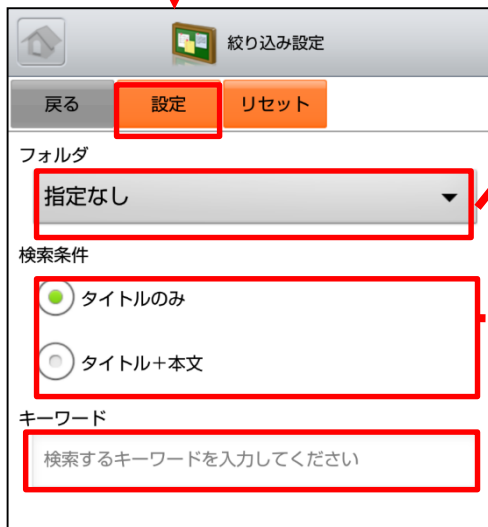 絞り込み設定
戻る 設定 リセット
フォルダ
指定なし
検索条件
タイトルのみ
タイトル＋本文
キーワード
検索するキーワードを入力してください